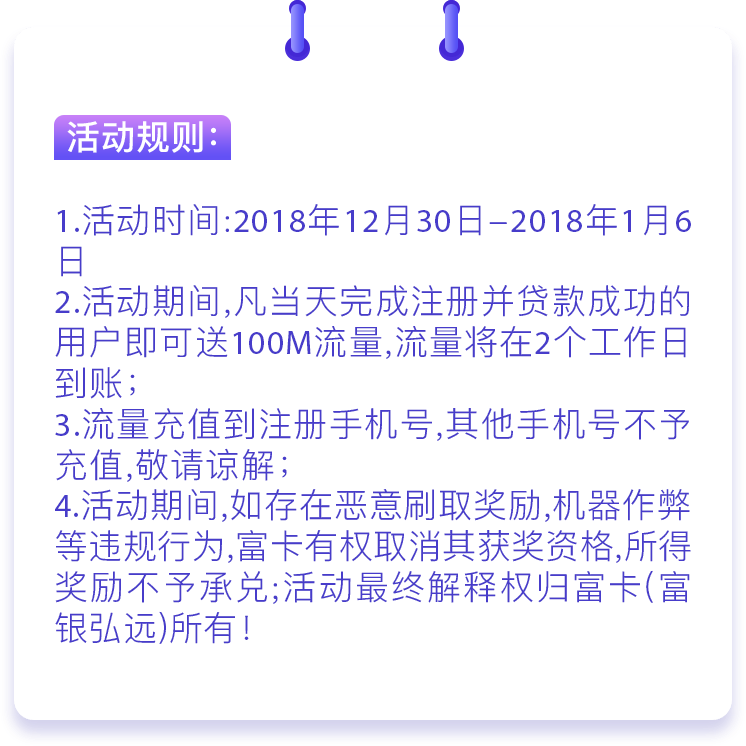 活动规则:
1.活动时间:2018年12月30日–2018年1月6
日
2.活动期间,凡当天完成注册并贷款成功的
用户即可送100M流量,流量将在2个工作日
到账;
3.流量充值到注册手机号,其他手机号不予
充值,敬请谅解;
4.活动期间,如存在恶意刷取奖励,机器作弊
等违规行为,富卡有权取消其获奖资格,所得
奖励不予承兑;活动最终解释权归富卡(富
银弘远)所有!